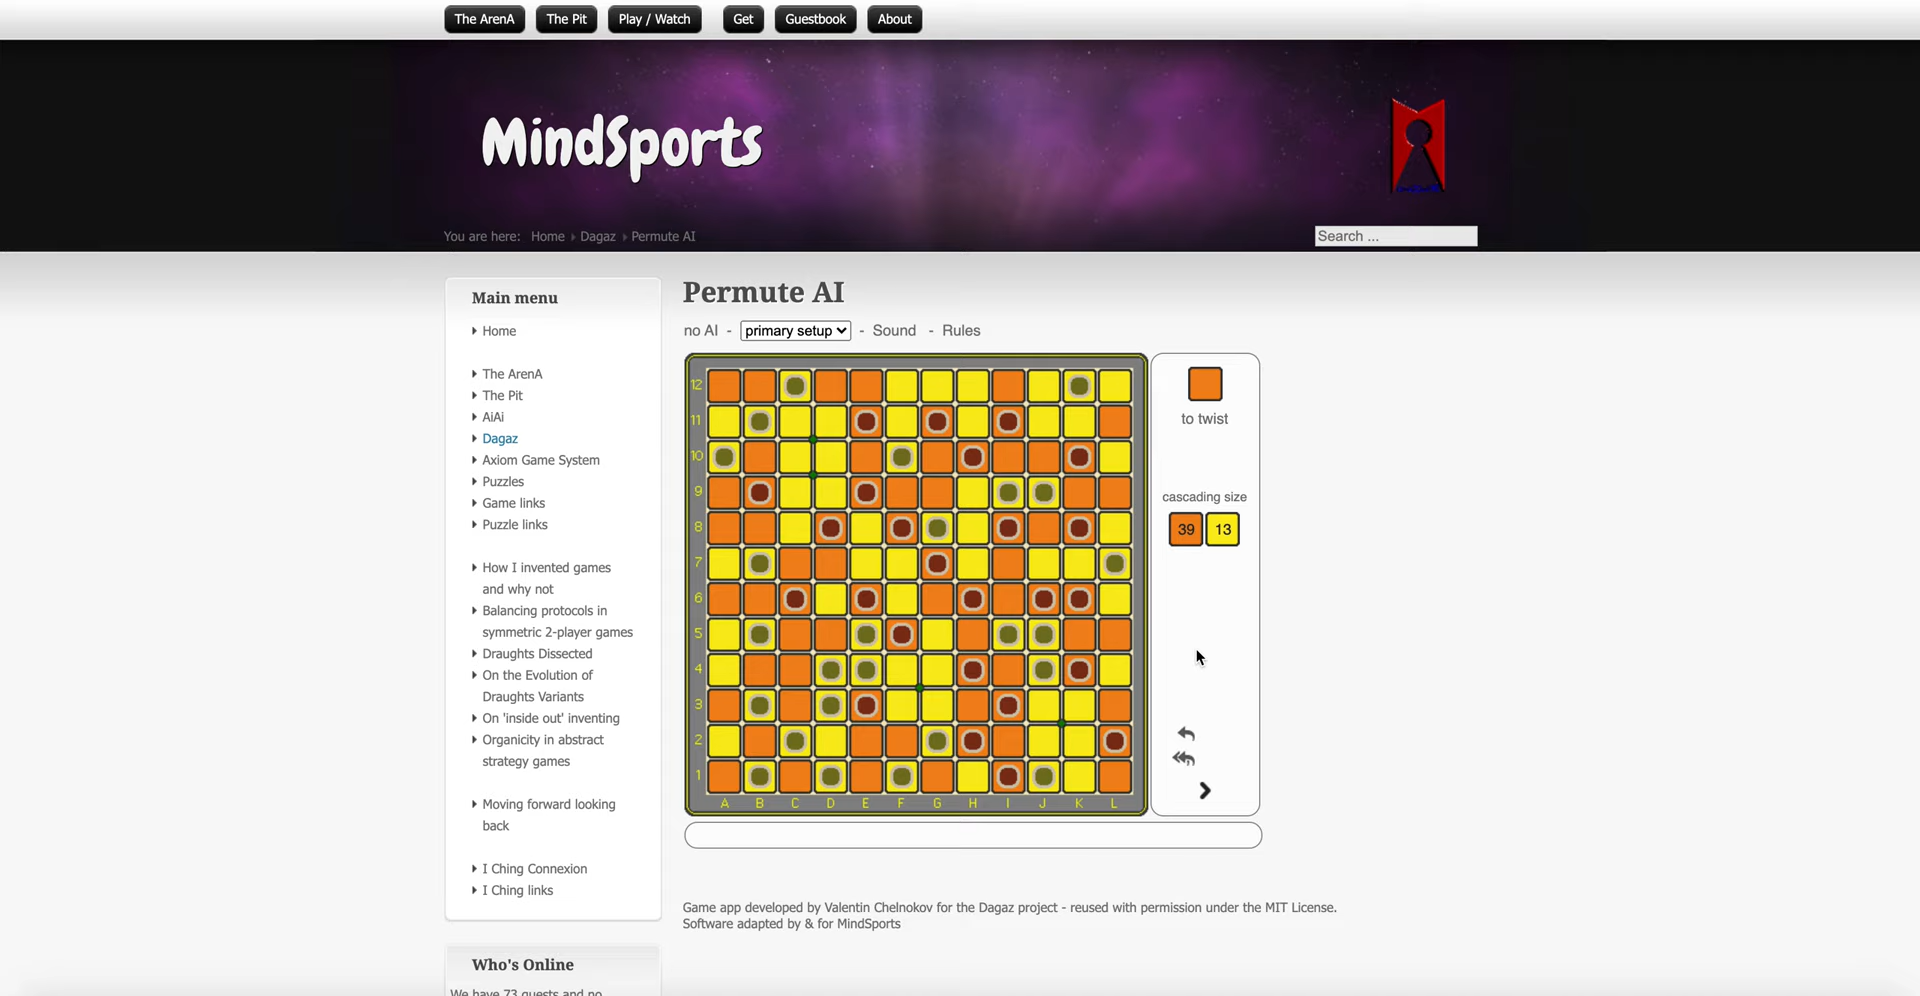 The ArenA
The Pit
Play / Watch
Get
Guestbook
About
MindSports
You are here: Home Dagaz Permute AI
Search ...
Main menu
Home
The ArenA
The Pit
AiAi
Dagaz
Axiom Game System
Puzzles
Game links
Puzzle links
How I invented games
and why not
Balancing protocols in
symmetric 2-player games
Draughts Dissected
On the Evolution of
Draughts Variants
On 'inside out' inventing
Organicity in abstract
strategy games
Moving forward looking
back
I Ching Connexion
I Ching links
Who's Online
We have 73 guests and no
Permute AI
no AI - primary setup - Sound - Rules
12
11
10
9
8
7
6
5
4
3
2
1
A B C D E F G H I J K L
to twist
cascading size
39 13
Game app developed by Valentin Chelnokov for the Dagaz project - reused with permission under the MIT License.
Software adapted by & for MindSports